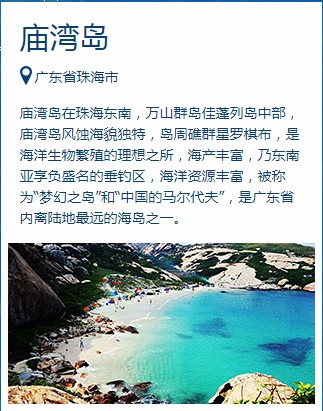 庙湾岛
广东省珠海市
庙湾岛在珠海东南，万山群岛佳蓬列岛中部，
庙湾岛风蚀海貌独特，岛周礁群星罗棋布，是
海洋生物繁殖的理想之所，海产丰富，乃东南
亚享负盛名的垂钓区，海洋资源丰富，被称
为“梦幻之岛”和“中国的马尔代夫”，是广东省
内离陆地最远的海岛之一。